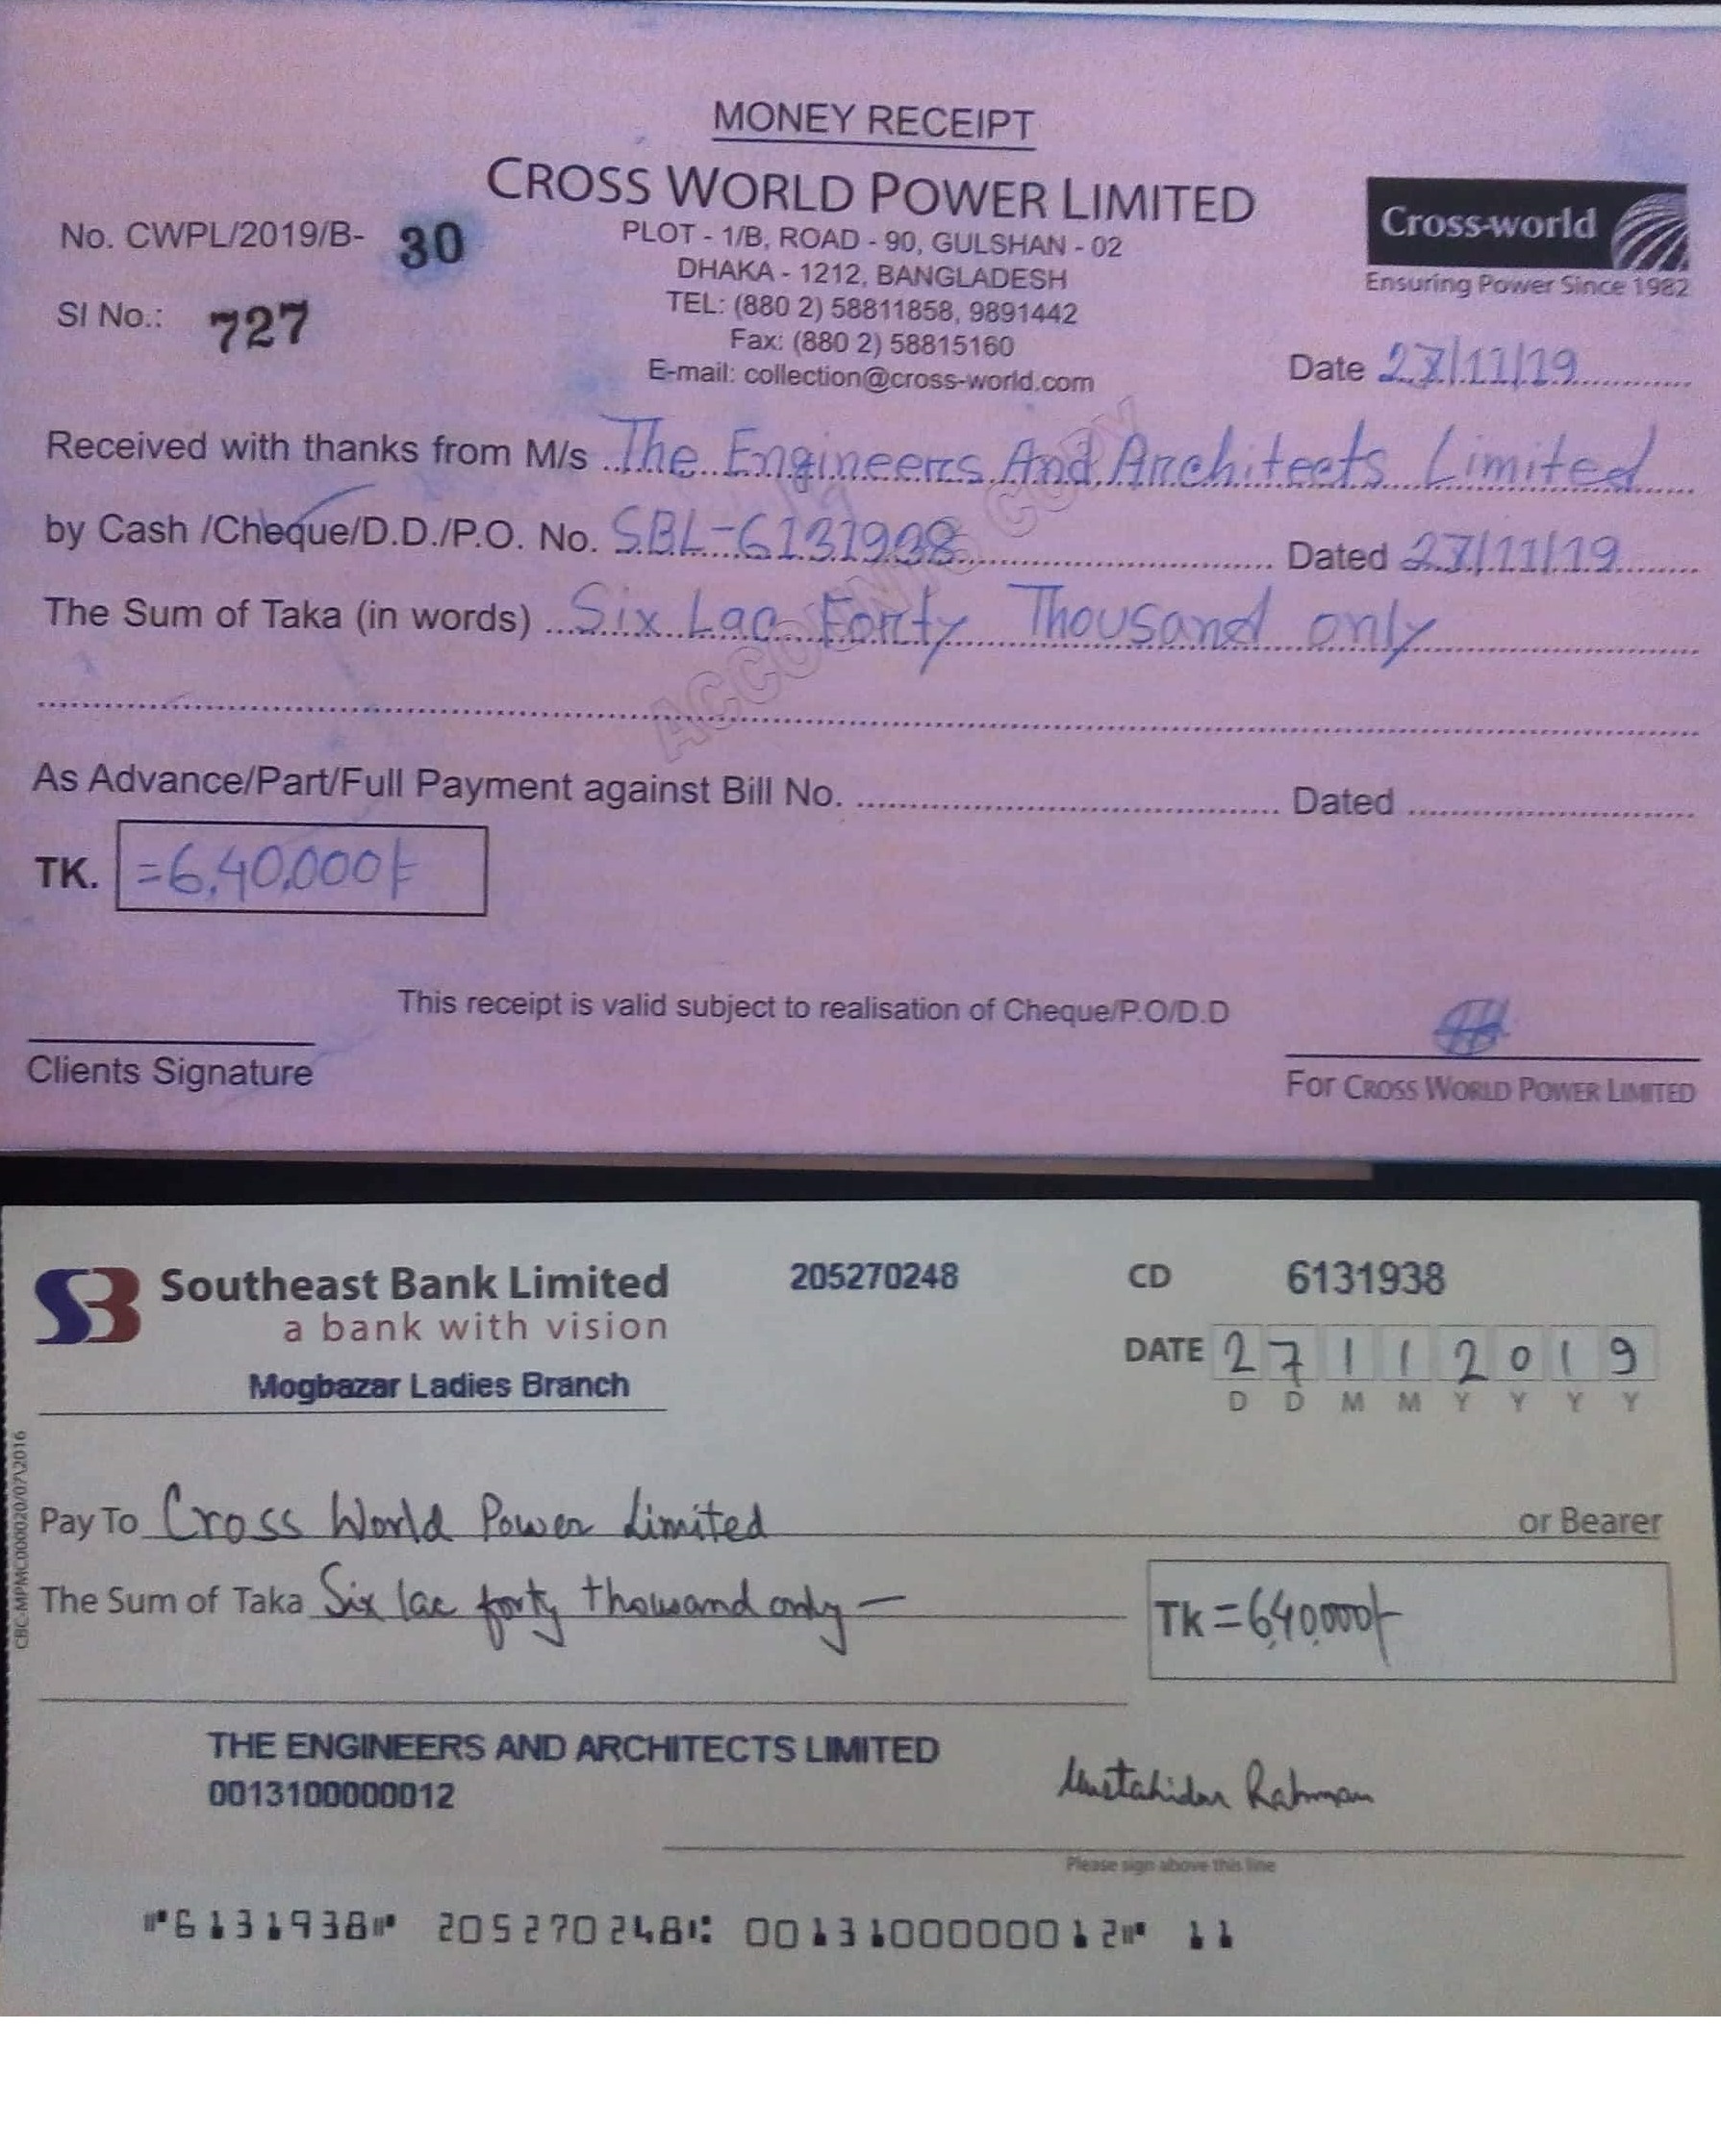 MONEY RECEIPT
CROSS WORLD POWER LIMITED
PLOT - 1/B, ROAD - 90, GULSHAN - 02
DHAKA - 1212, BANGLADESH
TEL: (880 2) 58811858, 9891442
Fax: (880 2) 58815160
E-mail: collection@cross-world.com
No. CWPL/2019/B- 30
Sl No.: 727
Cross-world
Ensuring Power Since 1982
Date 27/11/19
Received with thanks from M/s The Engineers And Architects Limited
by Cash /Cheque/D.D./P.O. No. SBL-6131938 Dated 27/11/19
The Sum of Taka (in words) Six Lac Forty Thousand only
As Advance/Part/Full Payment against Bill No. Dated
TK. =6,40,000/-
This receipt is valid subject to realisation of Cheque/P.O/D.D
Clients Signature
For CROSS WORLD POWER LIMITED
Southeast Bank Limited 205270248 CD 6131938
a bank with vision
Mogbazar Ladies Branch
DATE 2 7 1 1 2 0 1 9
D D M M Y Y Y Y
CBC-MPMC000020/07\2016
Pay To Cross World Power Limited or Bearer
The Sum of Taka Six lac forty thousand only —
Tk =6,40,000/-
THE ENGINEERS AND ARCHITECTS LIMITED
0013100000012
Mustahidur Rahman
Please sign above this line
⑈6131938⑈ 205270248⑆ 0013100000012⑈ 11